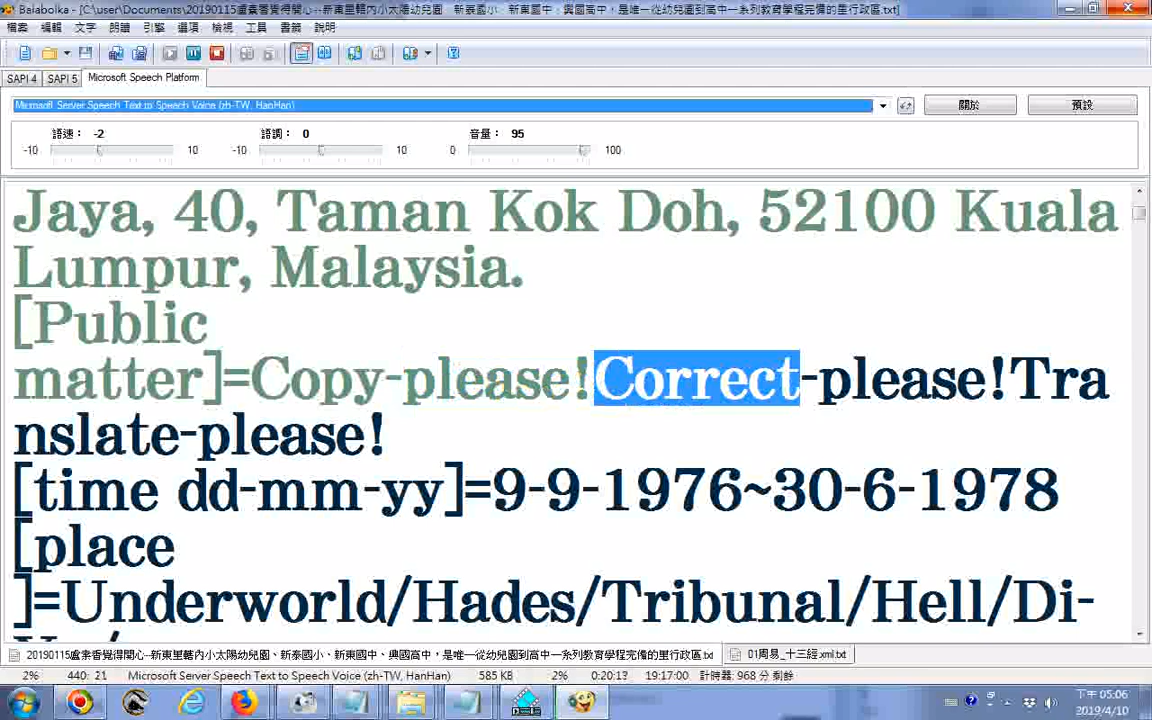 Balabolka - [C:\user\Documents\20190115盧素香覺得開心--新東里轄內小太陽幼兒園、新泰國小、新東國中、興國高中，是唯一從幼兒園到高中一系列教育學程完備的里行政區.txt]
檔案 編輯 文字 朗讀 引擎 選項 檢視 工具 書籤 說明
SAPI 4 SAPI 5 Microsoft Speech Platform
Microsoft Server Speech Text to Speech Voice (zh-TW, HanHan) 關於 預設
語速： -2 語調： 0 音量： 95
-10 10 -10 10 0 100
Jaya, 40, Taman Kok Doh, 52100 Kuala
Lumpur, Malaysia.
[Public
matter]=Copy-please!Correct-please!Tra
nslate-please!
[time dd-mm-yy]=9-9-1976~30-6-1978
[place
]=Underworld/Hades/Tribunal/Hell/Di-
20190115盧素香覺得開心--新東里轄內小太陽幼兒園、新泰國小、新東國中、興國高中，是唯一從幼兒園到高中一系列教育學程完備的里行政區.txt 01周易_十三經.xml.txt
2% 440: 21 Microsoft Server Speech Text to Speech Voice (zh-TW, HanHan) 585 KB 2% 0:20:13 19:17:00 計時器: 968 分 剩餘
下午 05:06
2019/4/10